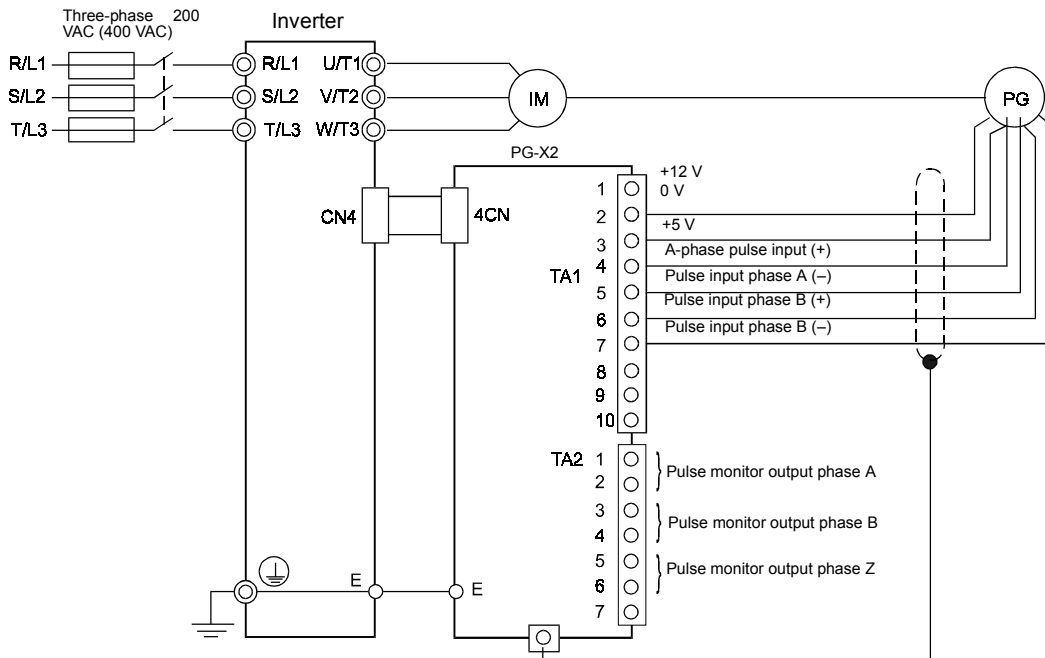 Three-phase 200
VAC (400 VAC)
Inverter
R/L1
S/L2
T/L3
R/L1 U/T1
S/L2 V/T2
T/L3 W/T3
IM
PG
PG-X2
CN4
4CN
TA1
1
2
3
4
5
6
7
8
9
10
+12 V
0 V
+5 V
A-phase pulse input (+)
Pulse input phase A (–)
Pulse input phase B (+)
Pulse input phase B (–)
TA2
1
2
3
4
5
6
7
Pulse monitor output phase A
Pulse monitor output phase B
Pulse monitor output phase Z
E
E